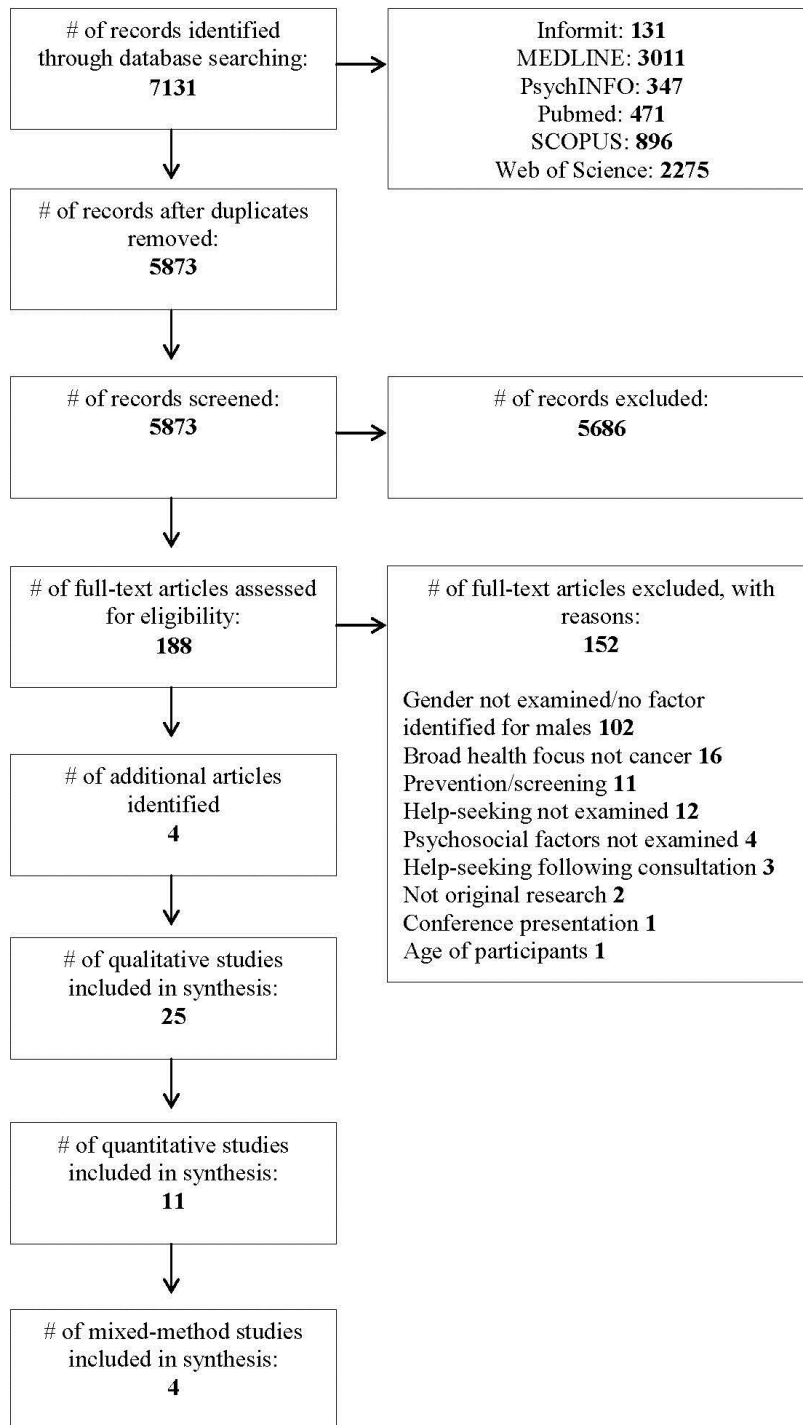 # of records identified
through database searching:
7131
Informit: 131
MEDLINE: 3011
PsychINFO: 347
Pubmed: 471
SCOPUS: 896
Web of Science: 2275
# of records after duplicates
removed:
5873
# of records screened:
5873
# of records excluded:
5686
# of full-text articles assessed
for eligibility:
188
# of full-text articles excluded, with
reasons:
152
Gender not examined/no factor
identified for males 102
Broad health focus not cancer 16
Prevention/screening 11
Help-seeking not examined 12
Psychosocial factors not examined 4
Help-seeking following consultation 3
Not original research 2
Conference presentation 1
Age of participants 1
# of additional articles
identified
4
# of qualitative studies
included in synthesis:
25
# of quantitative studies
included in synthesis:
11
# of mixed-method studies
included in synthesis:
4